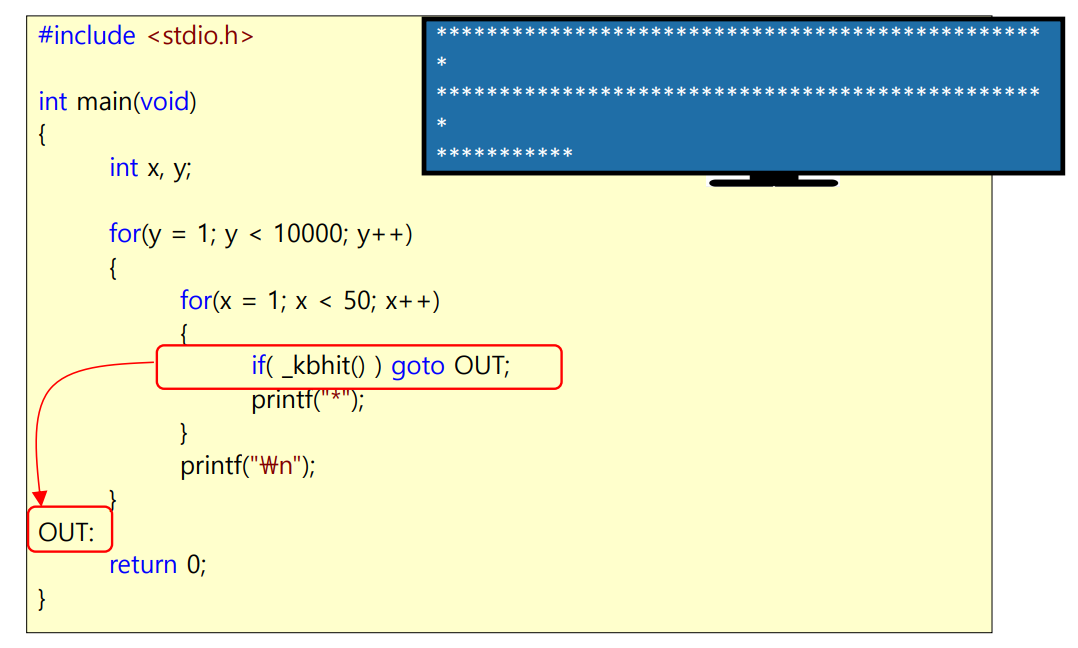 #include <stdio.h>
int main(void)
{
int x, y;
for(y = 1; y < 10000; y++)
{
for(x = 1; x < 50; x++)
{
if( _kbhit() ) goto OUT;
printf("*");
}
printf("₩n");
}
OUT:
return 0;
}
************************************************
*
************************************************
*
***********